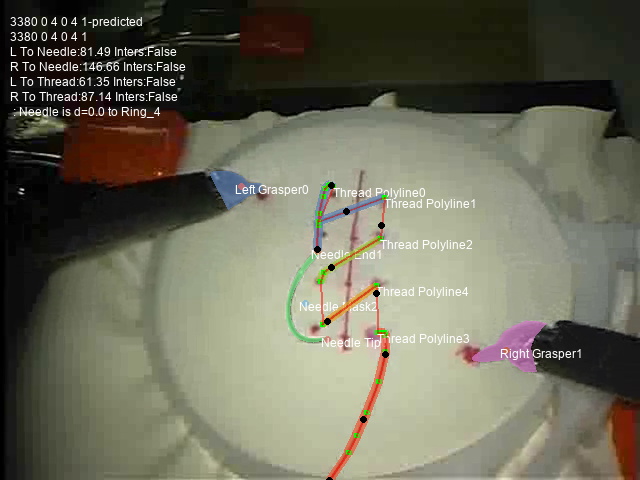 3380 0 4 0 4 1-predicted
3380 0 4 0 4 1
L To Needle:81.49 Inters:False
R To Needle:146.66 Inters:False
L To Thread:61.35 Inters:False
R To Thread:87.14 Inters:False
: Needle is d=0.0 to Ring_4
Left Grasper0
Thread Polyline0
Thread Polyline1
Thread Polyline2
Needle End1
Thread Polyline4
Needle Mask2
Thread Polyline3
Needle Tip
Right Grasper1